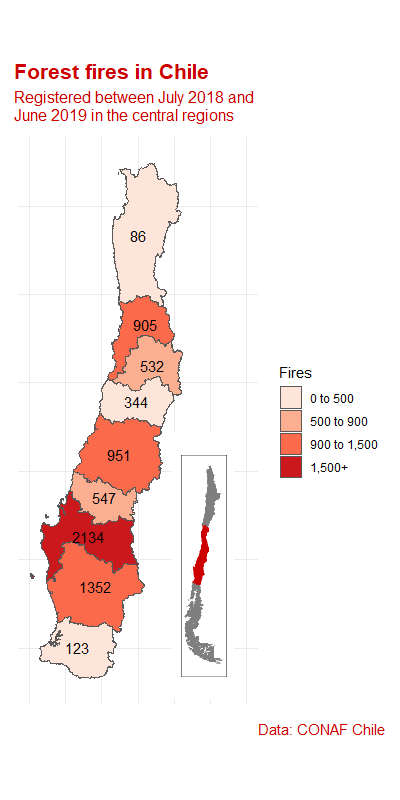 Forest fires in Chile
Registered between July 2018 and
June 2019 in the central regions
86
905
532
344
951
547
2134
1352
123
Fires
0 to 500
500 to 900
900 to 1,500
1,500+
Data: CONAF Chile